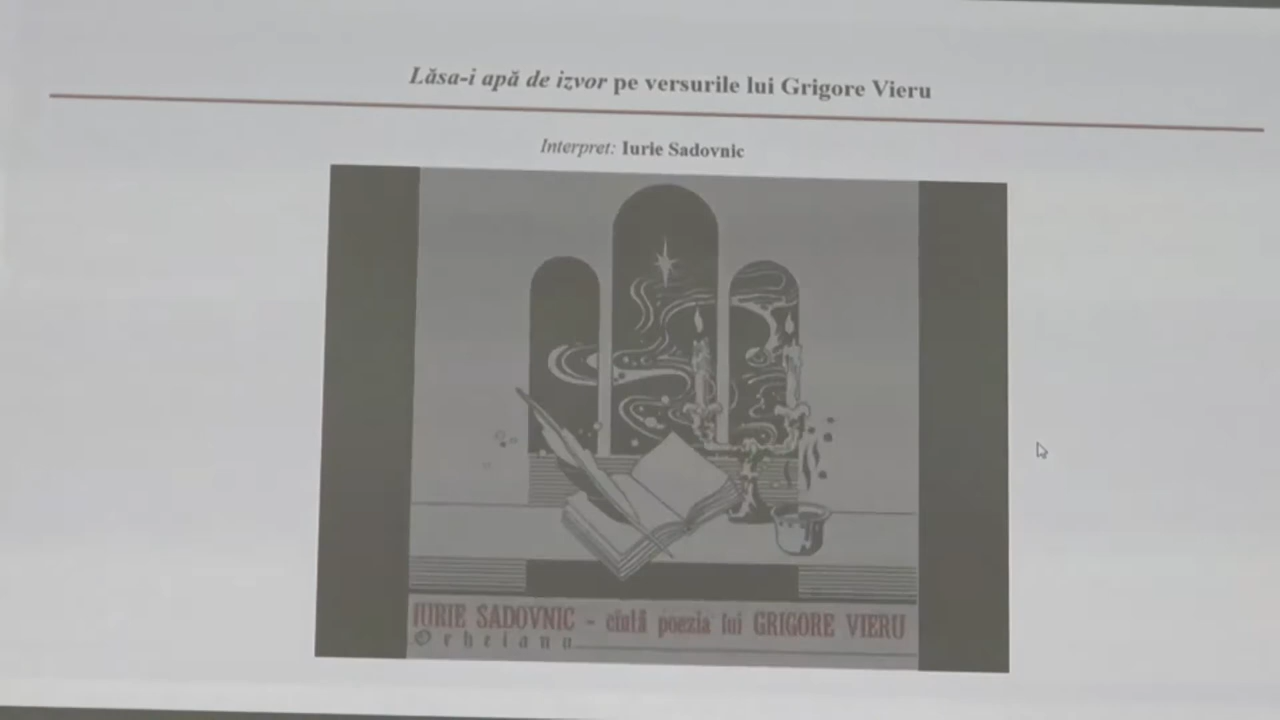 Lăsa-i apă de izvor pe versurile lui Grigore Vieru
Interpret: Iurie Sadovnic
IURIE SADOVNIC - cîntă poezia lui GRIGORE VIERU
Orheianu